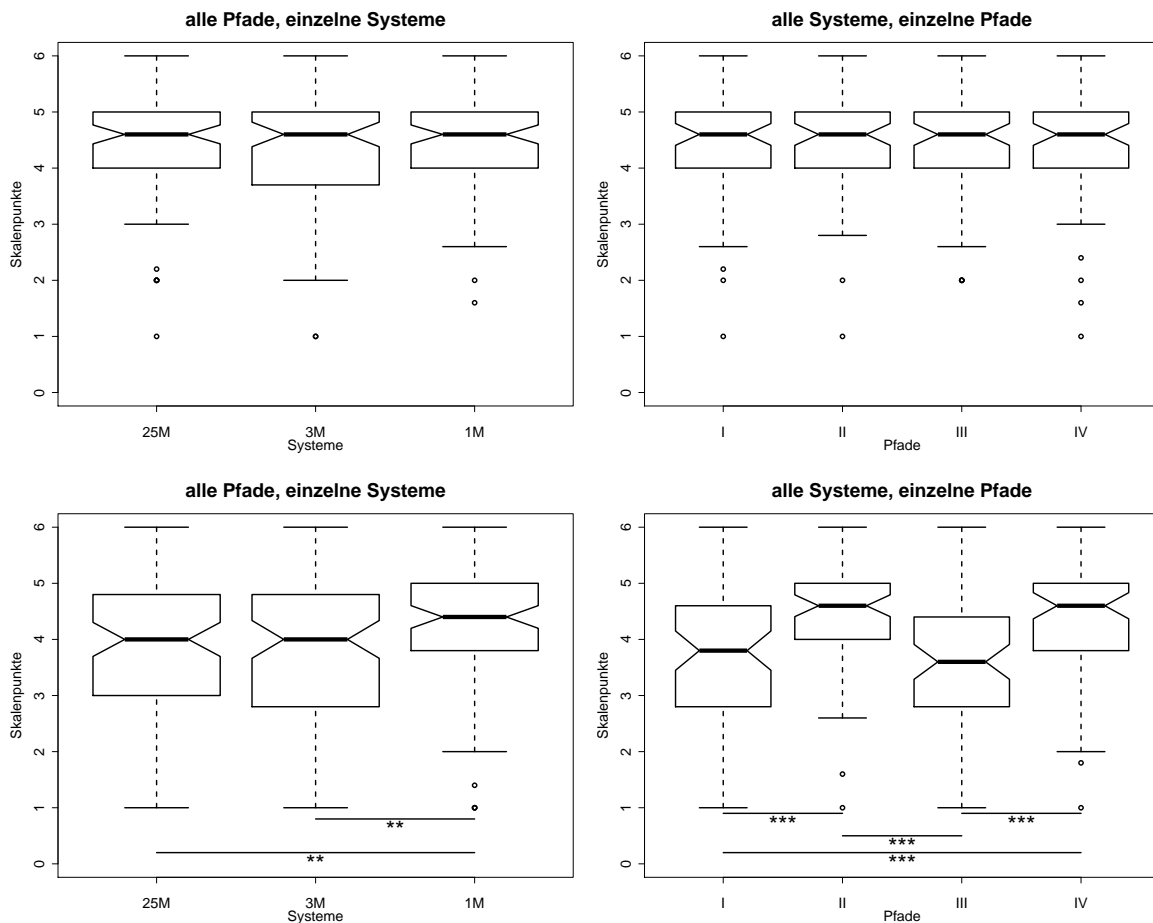 alle Pfade, einzelne Systeme
Skalenpunkte
6
5
4
3
2
1
0
25M 3M 1M
Systeme
alle Systeme, einzelne Pfade
Skalenpunkte
6
5
4
3
2
1
0
I II III IV
Pfade
alle Pfade, einzelne Systeme
Skalenpunkte
6
5
4
3
2
1
0
**
**
25M 3M 1M
Systeme
alle Systeme, einzelne Pfade
Skalenpunkte
6
5
4
3
2
1
0
*** ***
***
***
I II III IV
Pfade